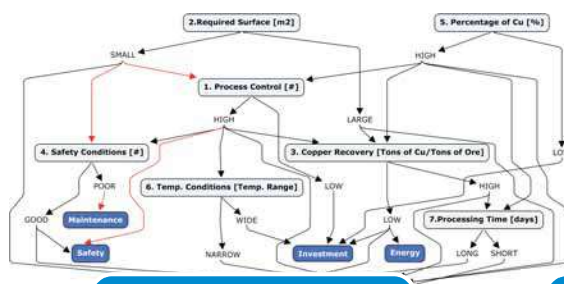 2.Required Surface [m2]
5. Percentage of Cu [%]
SMALL
HIGH
1. Process Control [#]
HIGH
LARGE
4. Safety Conditions [#]
3. Copper Recovery [Tons of Cu/Tons of Ore]
POOR
6. Temp. Conditions [Temp. Range]
LOW
HIGH
GOOD
Maintenance
WIDE
LOW
7.Processing Time [days]
Safety
NARROW
Investment
Energy
LONG
SHORT